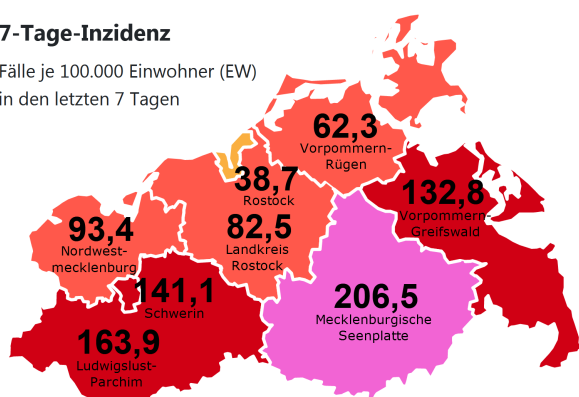 7-Tage-Inzidenz
Fälle je 100.000 Einwohner (EW)
in den letzten 7 Tagen
62,3
Vorpommern-
Rügen
38,7
Rostock
132,8
Vorpommern-
Greifswald
93,4
Nordwest-
mecklenburg
82,5
Landkreis
Rostock
141,1
Schwerin
206,5
Mecklenburgische
Seenplatte
163,9
Ludwigslust-
Parchim